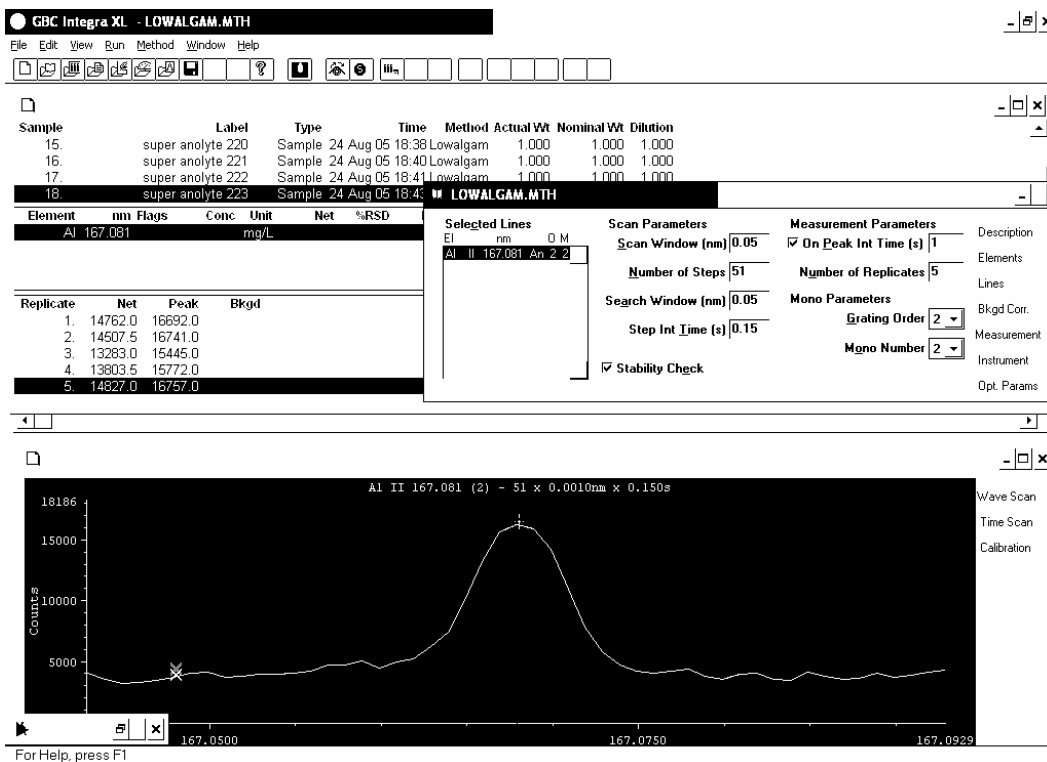 GBC Integra XL - LOWALGAM.MTH
File Edit View Run Method Window Help
Sample Label Type Time Method Actual Wt Nominal Wt Dilution
15. super anolyte 220 Sample 24 Aug 05 18:38 Lowalgam 1.000 1.000 1.000
16. super anolyte 221 Sample 24 Aug 05 18:40 Lowalgam 1.000 1.000 1.000
17. super anolyte 222 Sample 24 Aug 05 18:41 Lowalgam 1.000 1.000 1.000
18. super anolyte 223 Sample 24 Aug 05 18:43
Element nm Flags Conc Unit Net %RSD
Al 167.081 mg/L
Replicate Net Peak Bkgd
1. 14762.0 16692.0
2. 14507.5 16741.0
3. 13283.0 15445.0
4. 13803.5 15772.0
5. 14827.0 16757.0
LOWALGAM.MTH
Selected Lines
El nm O M
Al II 167.081 An 2 2
Scan Parameters
Scan Window (nm) 0.05
Number of Steps 51
Search Window (nm) 0.05
Step Int Time (s) 0.15
Stability Check
Measurement Parameters
On Peak Int Time (s) 1
Number of Replicates 5
Mono Parameters
Grating Order 2
Mono Number 2
Description
Elements
Lines
Bkgd Corr.
Measurement
Instrument
Opt. Params
Al II 167.081 (2) - 51 x 0.0010nm x 0.150s
18186
15000
10000
5000
Counts
167.0500 167.0750 167.0929
Wave Scan
Time Scan
Calibration
For Help, press F1